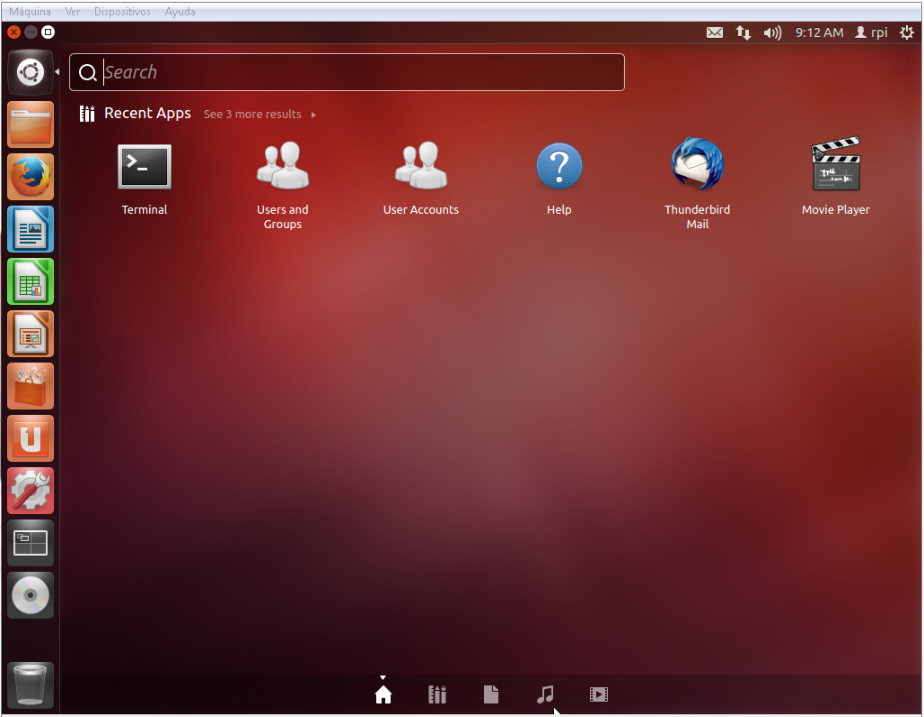 Máquina Ver Dispositivos Ayuda
9:12 AM rpi
Search
Recent Apps See 3 more results
Terminal
Users and
Groups
User Accounts
Help
Thunderbird
Mail
Movie Player